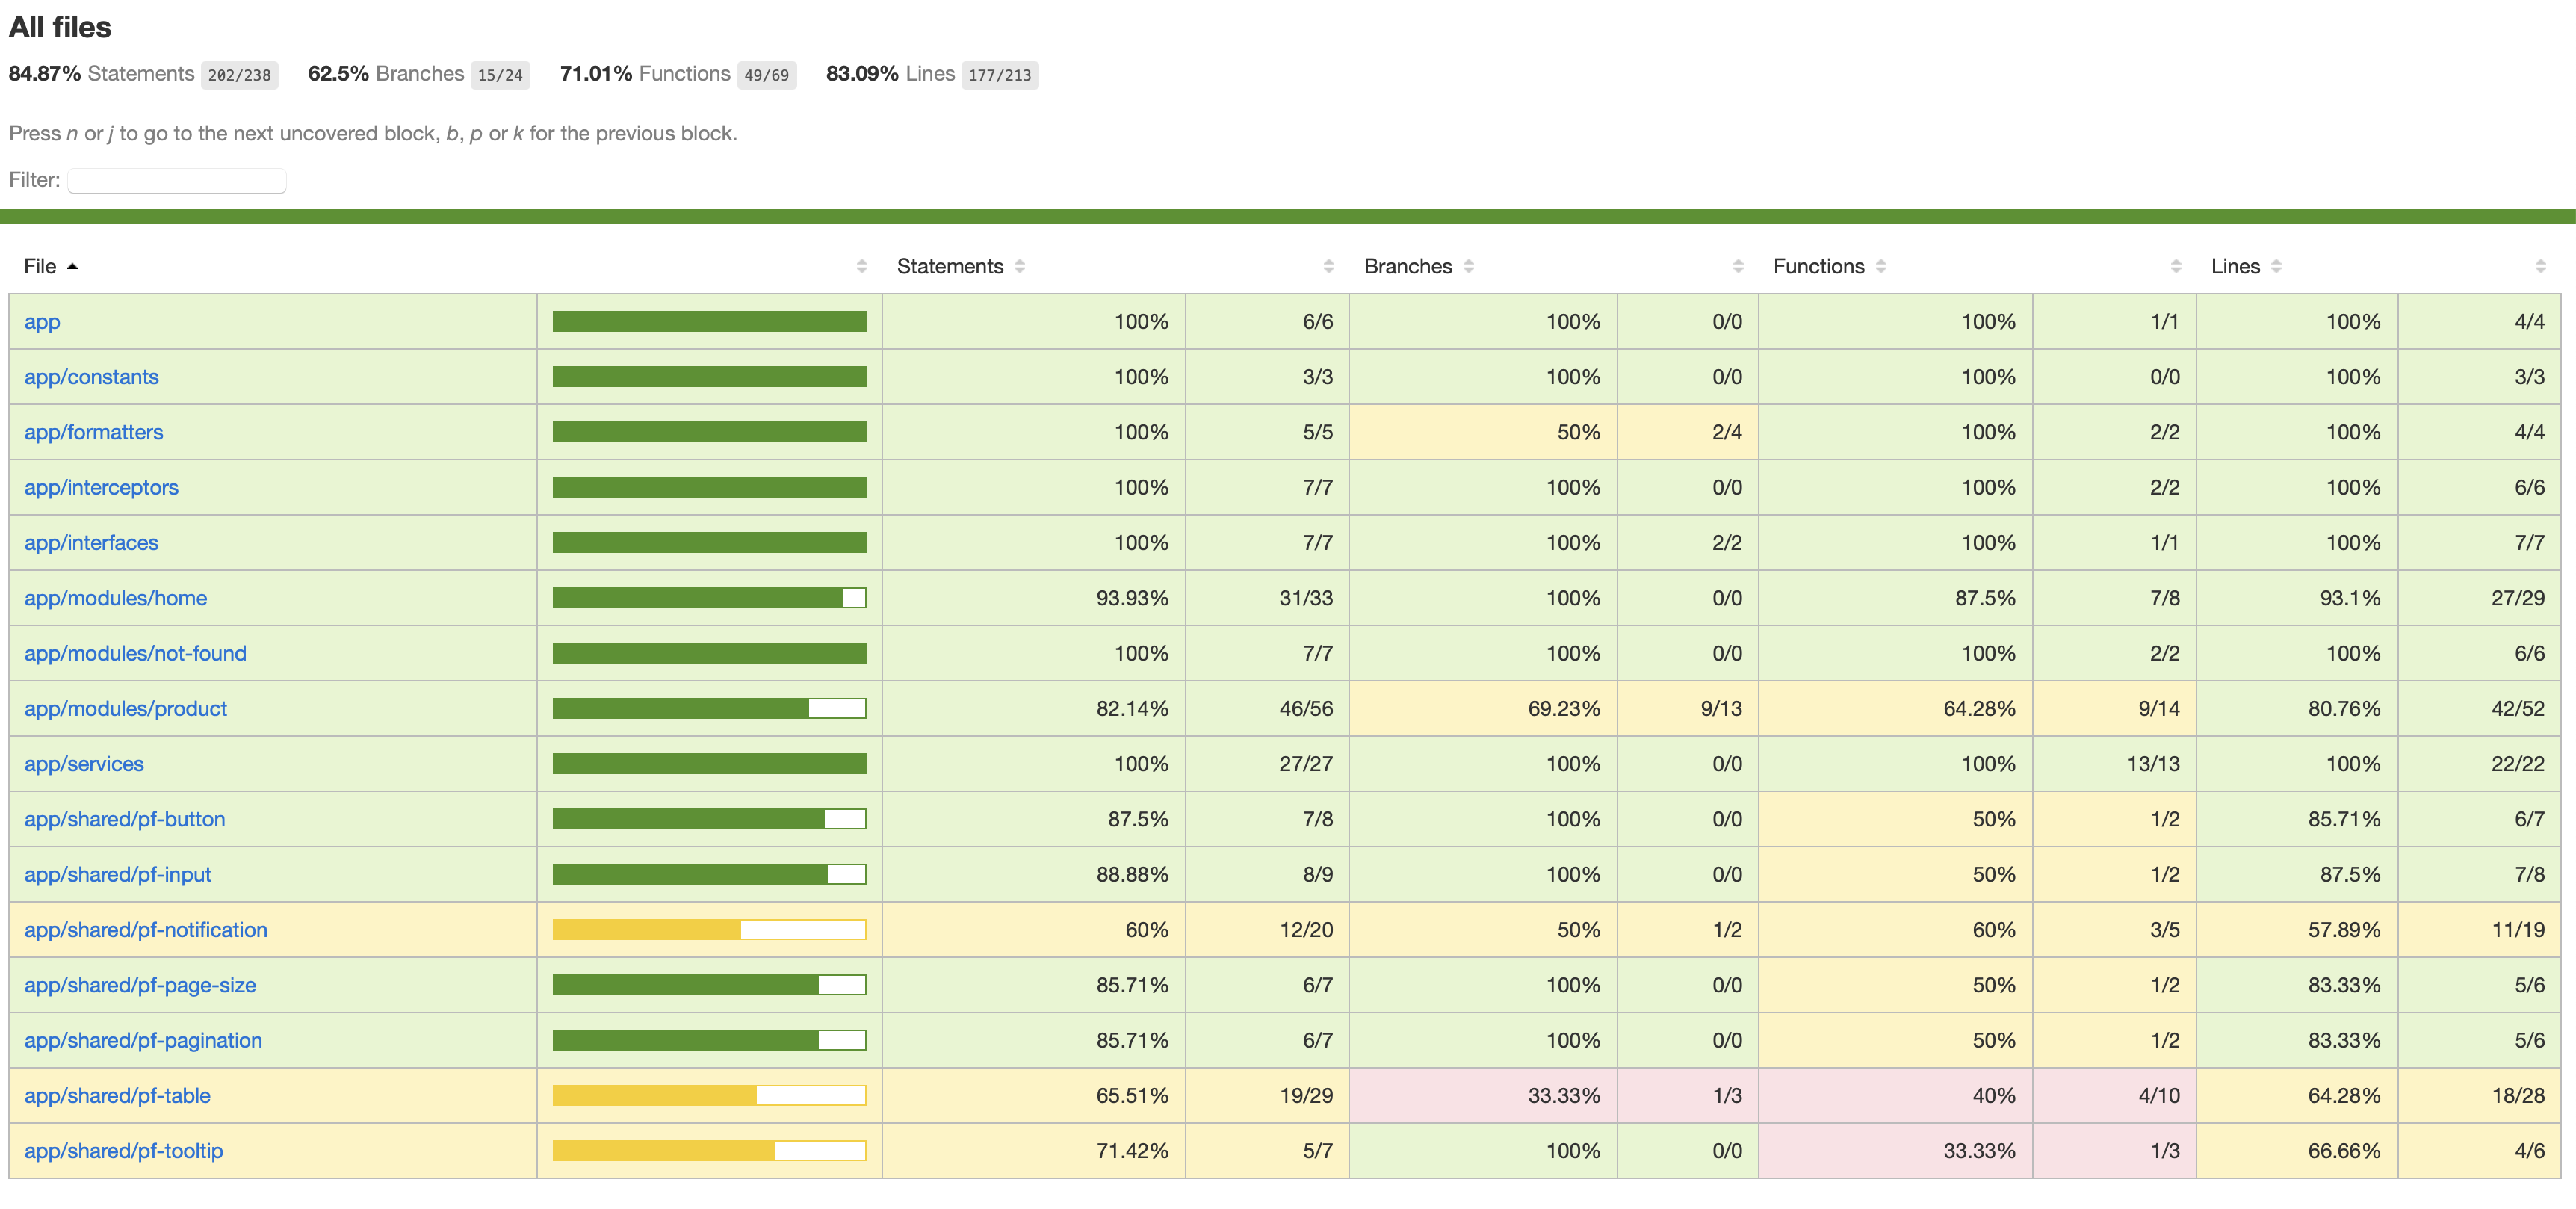 All files
84.87% Statements 202/238 62.5% Branches 15/24 71.01% Functions 49/69 83.09% Lines 177/213
Press n or j to go to the next uncovered block, b, p or k for the previous block.
Filter:
File Statements Branches Functions Lines
app 100% 6/6 100% 0/0 100% 1/1 100% 4/4
app/constants 100% 3/3 100% 0/0 100% 0/0 100% 3/3
app/formatters 100% 5/5 50% 2/4 100% 2/2 100% 4/4
app/interceptors 100% 7/7 100% 0/0 100% 2/2 100% 6/6
app/interfaces 100% 7/7 100% 2/2 100% 1/1 100% 7/7
app/modules/home 93.93% 31/33 100% 0/0 87.5% 7/8 93.1% 27/29
app/modules/not-found 100% 7/7 100% 0/0 100% 2/2 100% 6/6
app/modules/product 82.14% 46/56 69.23% 9/13 64.28% 9/14 80.76% 42/52
app/services 100% 27/27 100% 0/0 100% 13/13 100% 22/22
app/shared/pf-button 87.5% 7/8 100% 0/0 50% 1/2 85.71% 6/7
app/shared/pf-input 88.88% 8/9 100% 0/0 50% 1/2 87.5% 7/8
app/shared/pf-notification 60% 12/20 50% 1/2 60% 3/5 57.89% 11/19
app/shared/pf-page-size 85.71% 6/7 100% 0/0 50% 1/2 83.33% 5/6
app/shared/pf-pagination 85.71% 6/7 100% 0/0 50% 1/2 83.33% 5/6
app/shared/pf-table 65.51% 19/29 33.33% 1/3 40% 4/10 64.28% 18/28
app/shared/pf-tooltip 71.42% 5/7 100% 0/0 33.33% 1/3 66.66% 4/6